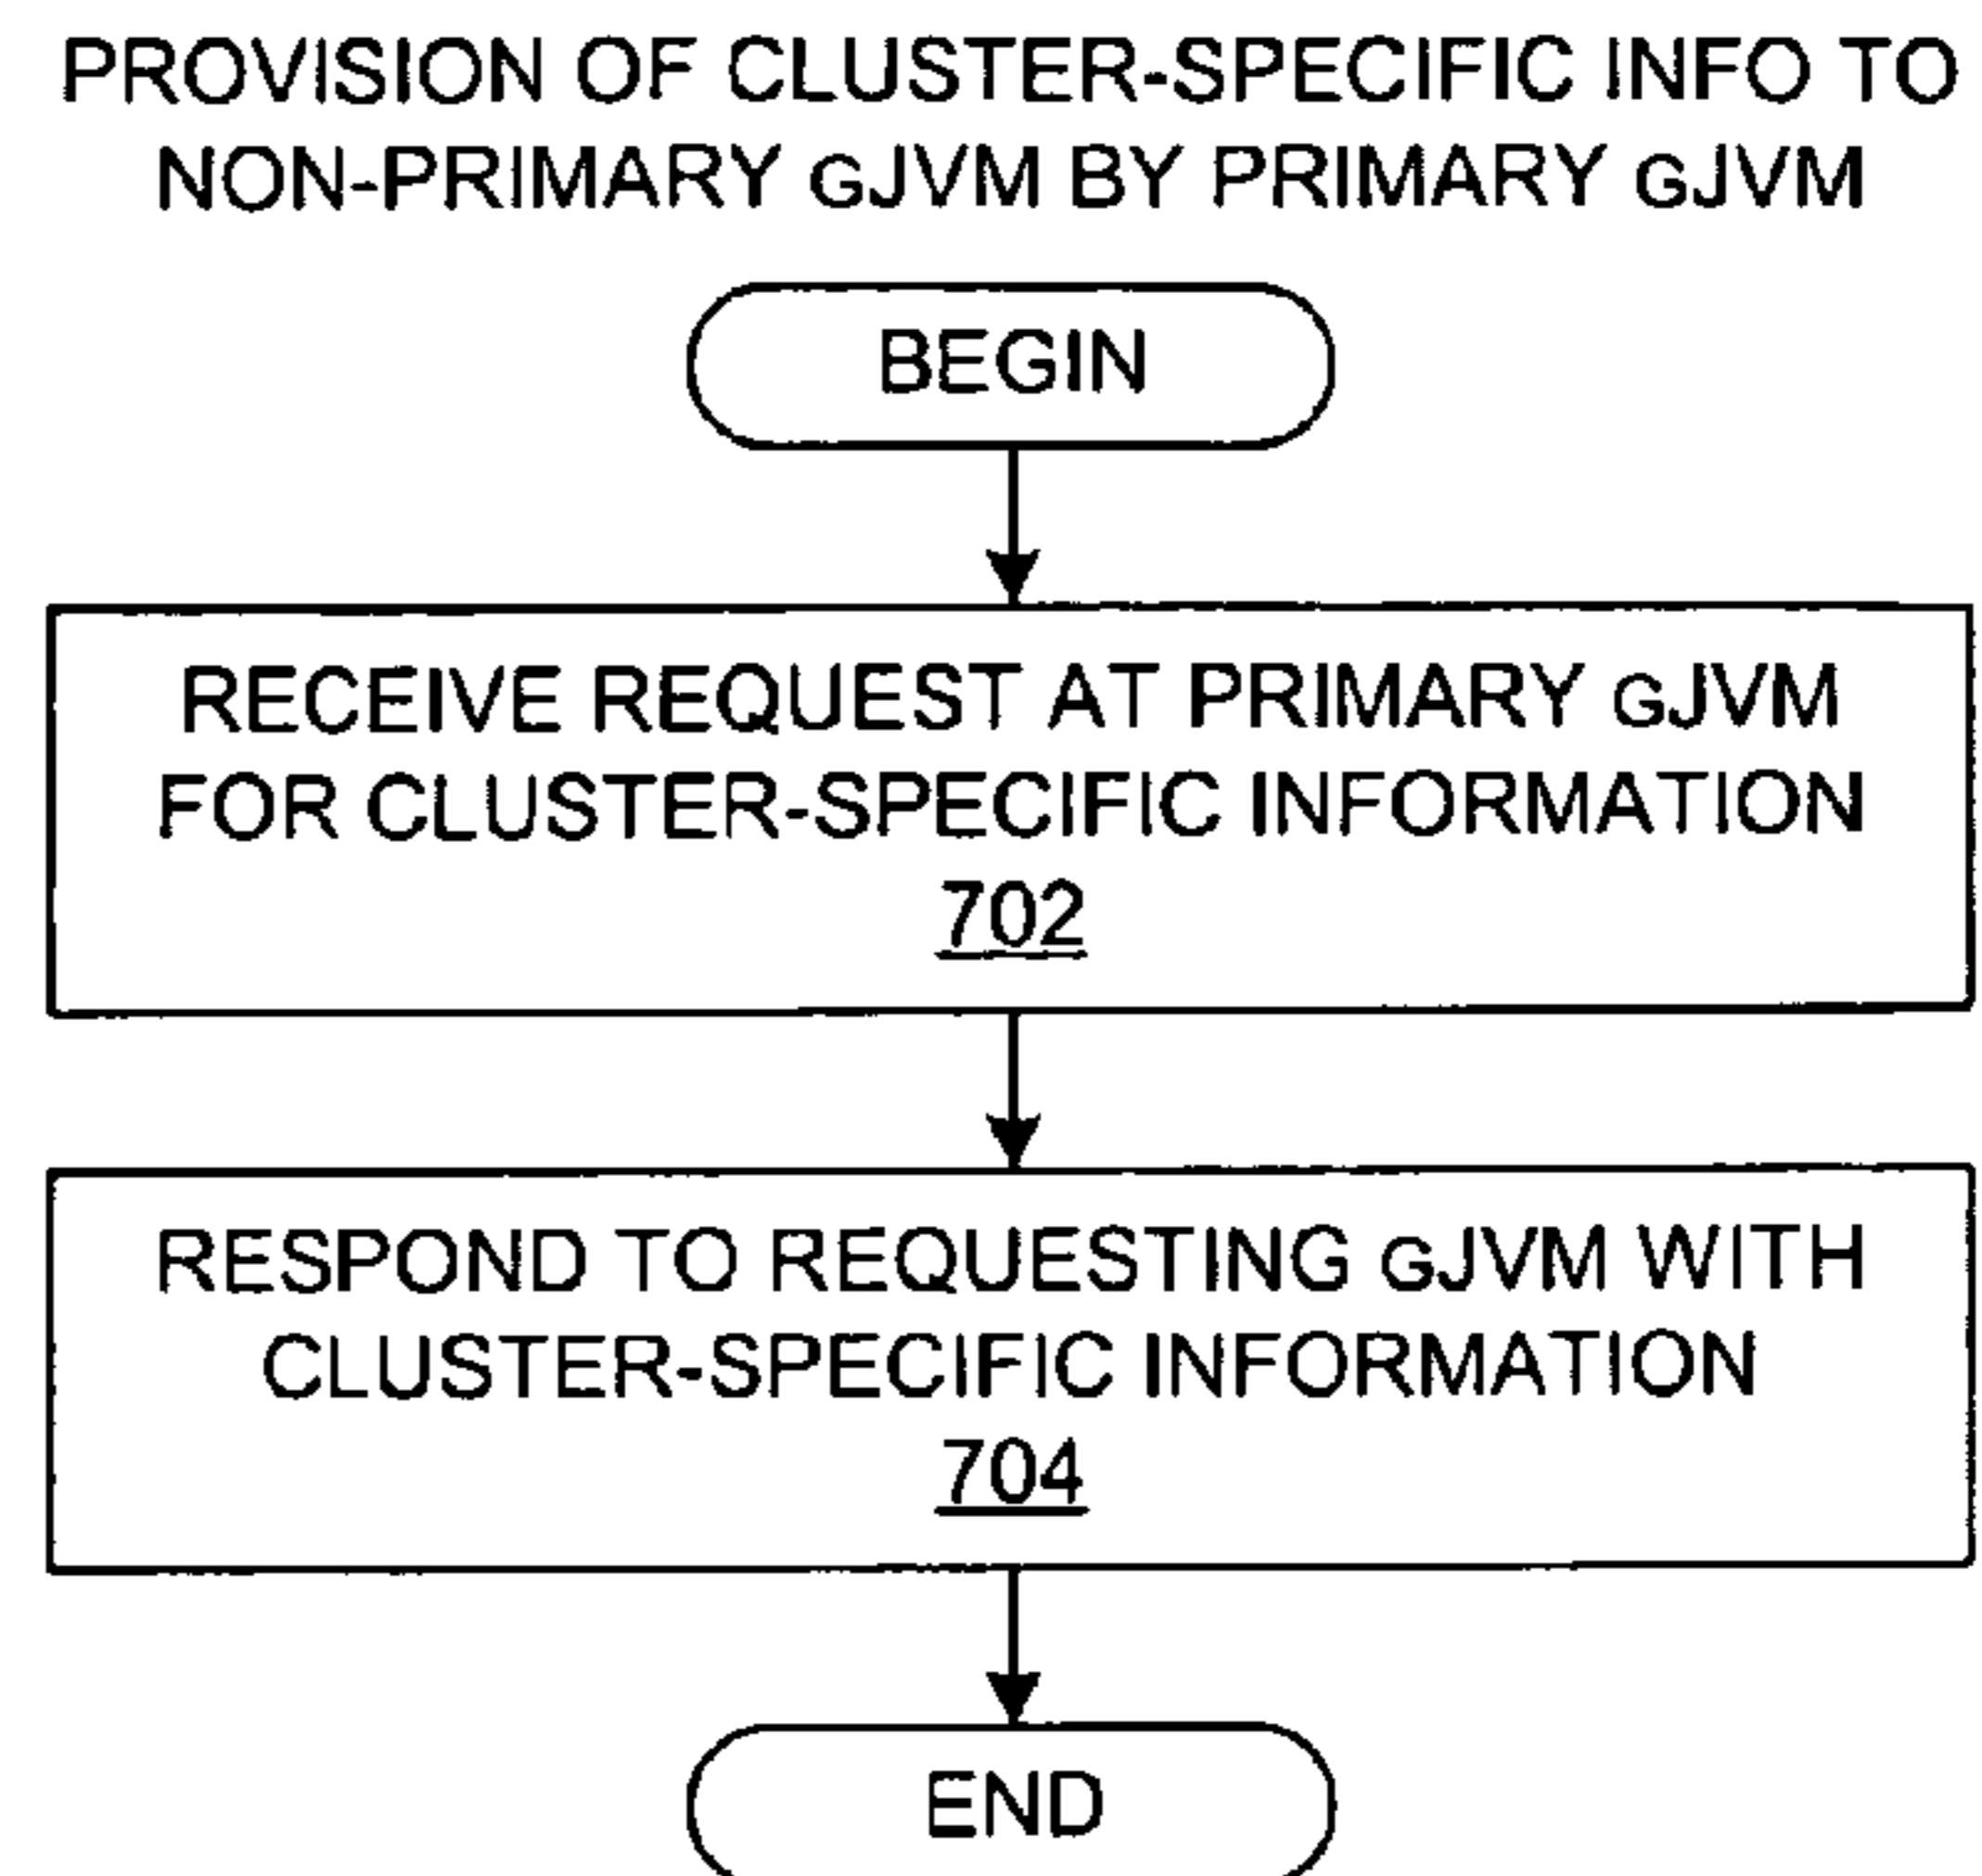 PROVISION OF CLUSTER-SPECIFIC INFO TO
NON-PRIMARY GJVM BY PRIMARY GJVM
BEGIN
RECEIVE REQUEST AT PRIMARY GJVM
FOR CLUSTER-SPECIFIC INFORMATION
702
RESPOND TO REQUESTING GJVM WITH
CLUSTER-SPECIFIC INFORMATION
704
END